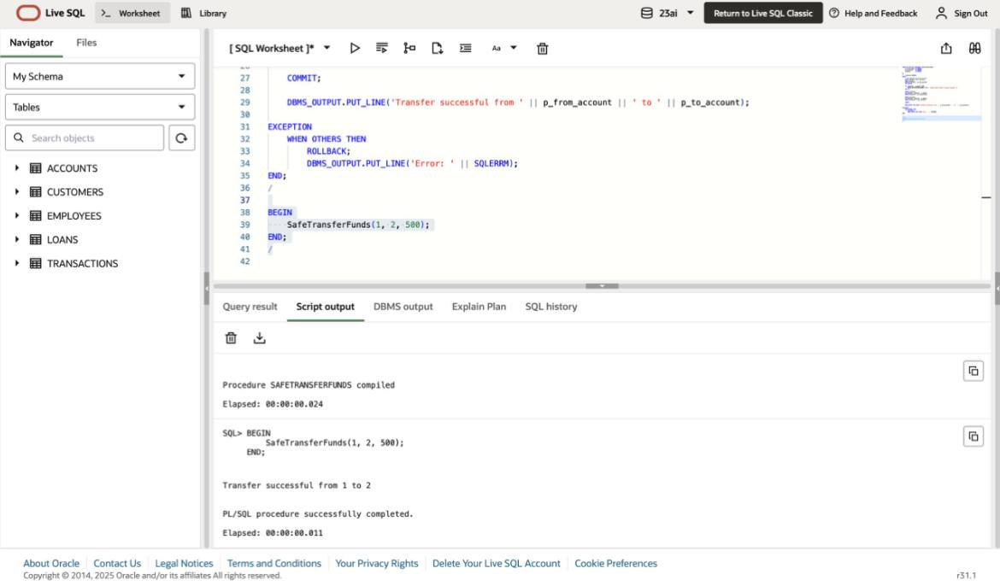 Live SQL
>_ Worksheet
Library
23ai
Return to Live SQL Classic
Help and Feedback
Sign Out
Navigator
Files
My Schema
Tables
Search objects
ACCOUNTS
CUSTOMERS
EMPLOYEES
LOANS
TRANSACTIONS
[ SQL Worksheet ]*
Aa
27 COMMIT;
28
29 DBMS_OUTPUT.PUT_LINE('Transfer successful from ' || p_from_account || ' to ' || p_to_account);
30
31 EXCEPTION
32 WHEN OTHERS THEN
33 ROLLBACK;
34 DBMS_OUTPUT.PUT_LINE('Error: ' || SQLERRM);
35 END;
36 /
37
38 BEGIN
39 SafeTransferFunds(1, 2, 500);
40 END;
41 /
42
Query result
Script output
DBMS output
Explain Plan
SQL history
Procedure SAFETRANSFERFUNDS compiled
Elapsed: 00:00:00.024
SQL> BEGIN
SafeTransferFunds(1, 2, 500);
END;
Transfer successful from 1 to 2
PL/SQL procedure successfully completed.
Elapsed: 00:00:00.011
About Oracle
Contact Us
Legal Notices
Terms and Conditions
Your Privacy Rights
Delete Your Live SQL Account
Cookie Preferences
Copyright © 2014, 2025 Oracle and/or its affiliates All rights reserved.
r31.1